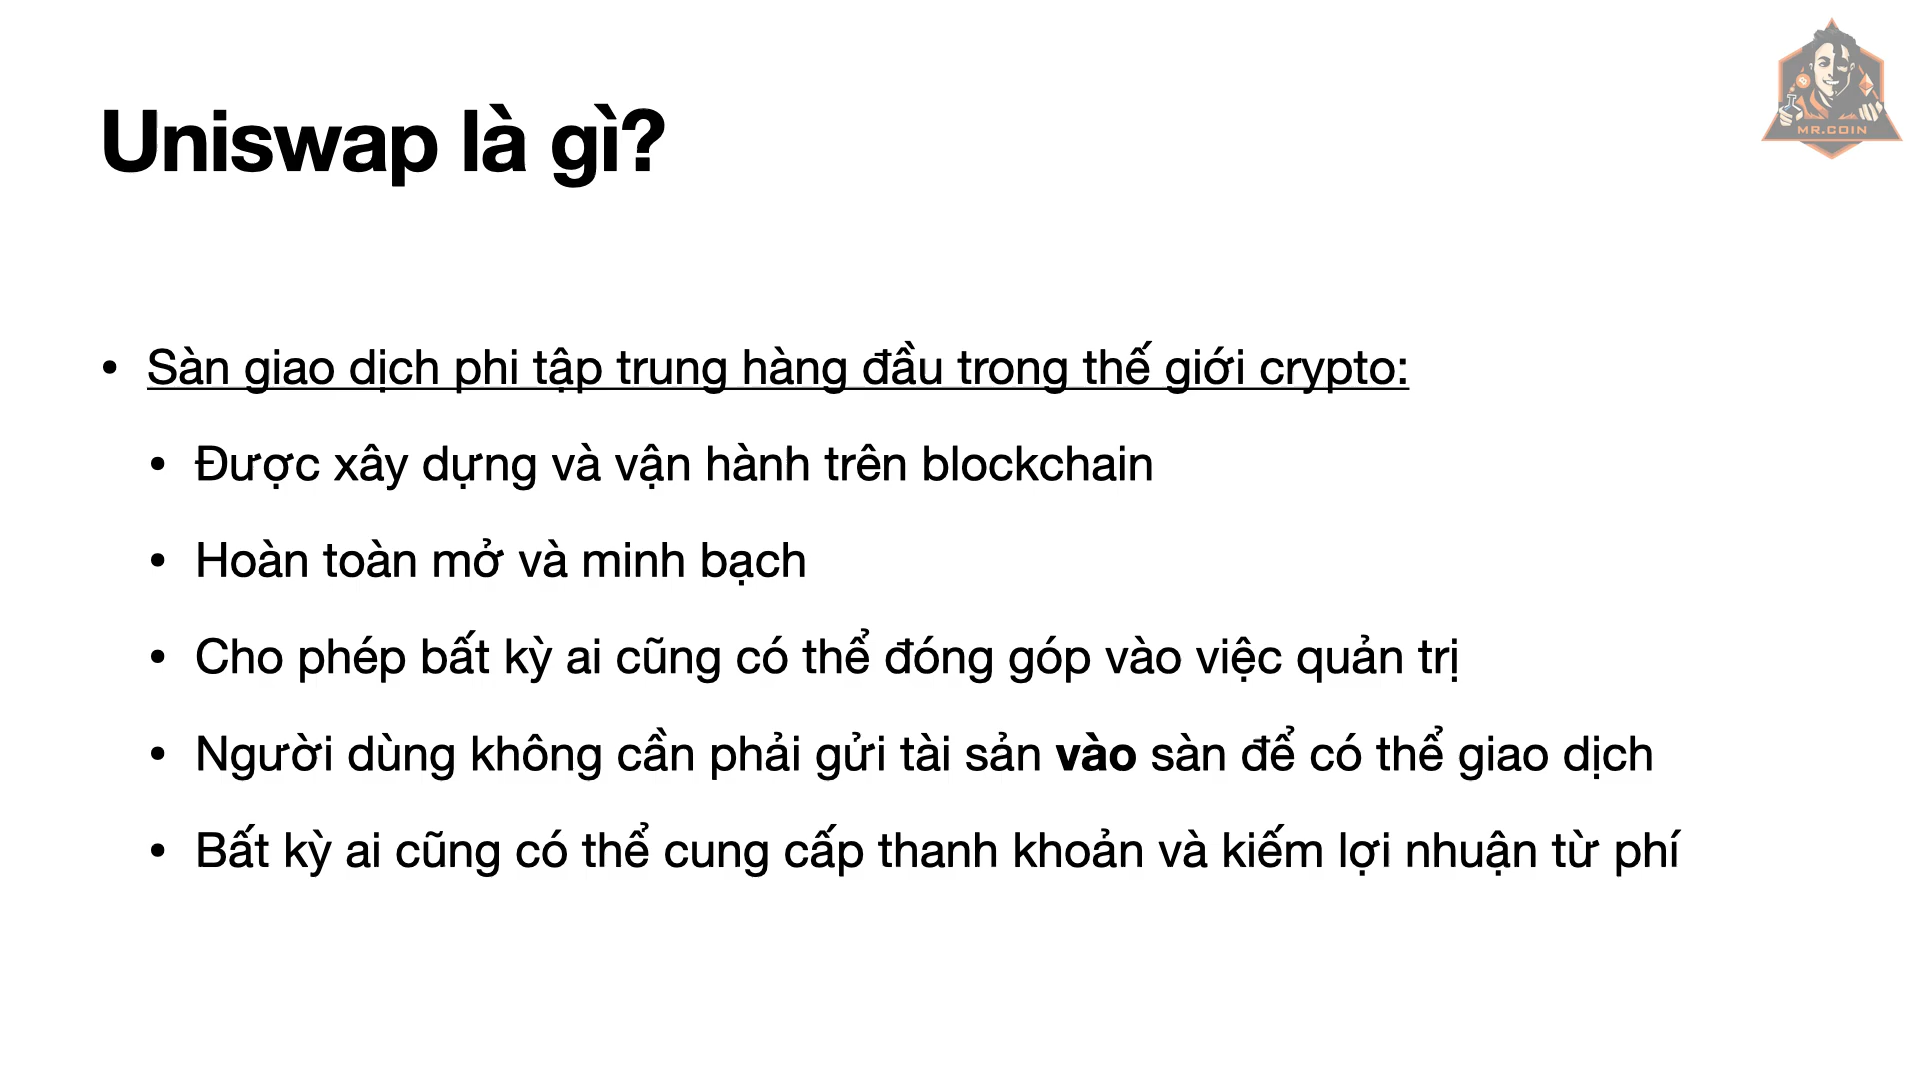 Uniswap là gì?
MR.COIN
• Sàn giao dịch phi tập trung hàng đầu trong thế giới crypto:
• Được xây dựng và vận hành trên blockchain
• Hoàn toàn mở và minh bạch
• Cho phép bất kỳ ai cũng có thể đóng góp vào việc quản trị
• Người dùng không cần phải gửi tài sản vào sàn để có thể giao dịch
• Bất kỳ ai cũng có thể cung cấp thanh khoản và kiếm lợi nhuận từ phí